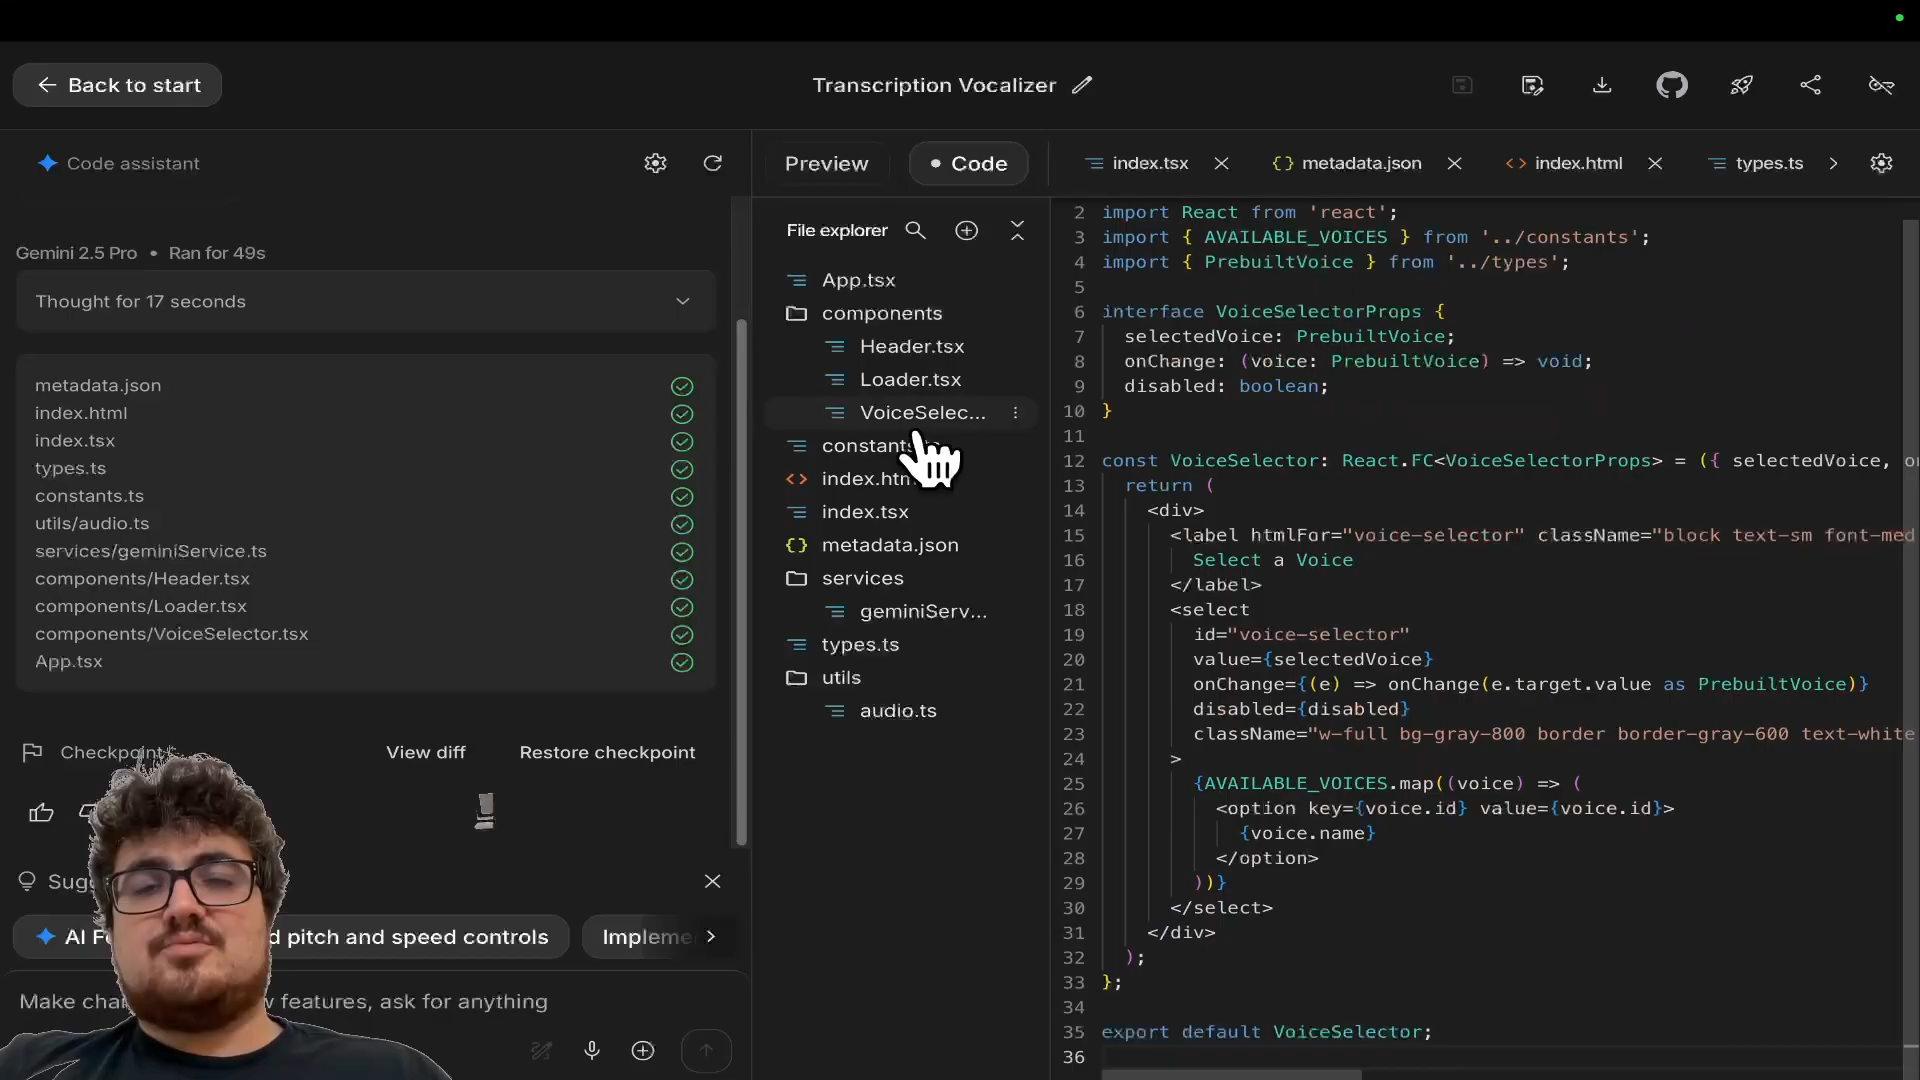 Back to start
Transcription Vocalizer
Code assistant
Gemini 2.5 Pro • Ran for 49s
Thought for 17 seconds
metadata.json
index.html
index.tsx
types.ts
constants.ts
utils/audio.ts
services/geminiService.ts
components/Header.tsx
components/Loader.tsx
components/VoiceSelector.tsx
App.tsx
Checkpoint
View diff
Restore checkpoint
Sugg
AI F
d pitch and speed controls
Impleme
Make cha
w features, ask for anything
Preview
Code
File explorer
App.tsx
components
Header.tsx
Loader.tsx
VoiceSelec...
constants
index.htm
index.tsx
metadata.json
services
geminiServ...
types.ts
utils
audio.ts
index.tsx
metadata.json
index.html
types.ts
2 import React from 'react';
3 import { AVAILABLE_VOICES } from '../constants';
4 import { PrebuiltVoice } from '../types';
5
6 interface VoiceSelectorProps {
7 selectedVoice: PrebuiltVoice;
8 onChange: (voice: PrebuiltVoice) => void;
9 disabled: boolean;
10 }
11
12 const VoiceSelector: React.FC<VoiceSelectorProps> = ({ selectedVoice, on
13 return (
14 <div>
15 <label htmlFor="voice-selector" className="block text-sm font-med
16 Select a Voice
17 </label>
18 <select
19 id="voice-selector"
20 value={selectedVoice}
21 onChange={(e) => onChange(e.target.value as PrebuiltVoice)}
22 disabled={disabled}
23 className="w-full bg-gray-800 border border-gray-600 text-white
24 >
25 {AVAILABLE_VOICES.map((voice) => (
26 <option key={voice.id} value={voice.id}>
27 {voice.name}
28 </option>
29 ))}
30 </select>
31 </div>
32 );
33 };
34
35 export default VoiceSelector;
36